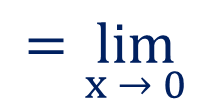 = lim
x → 0